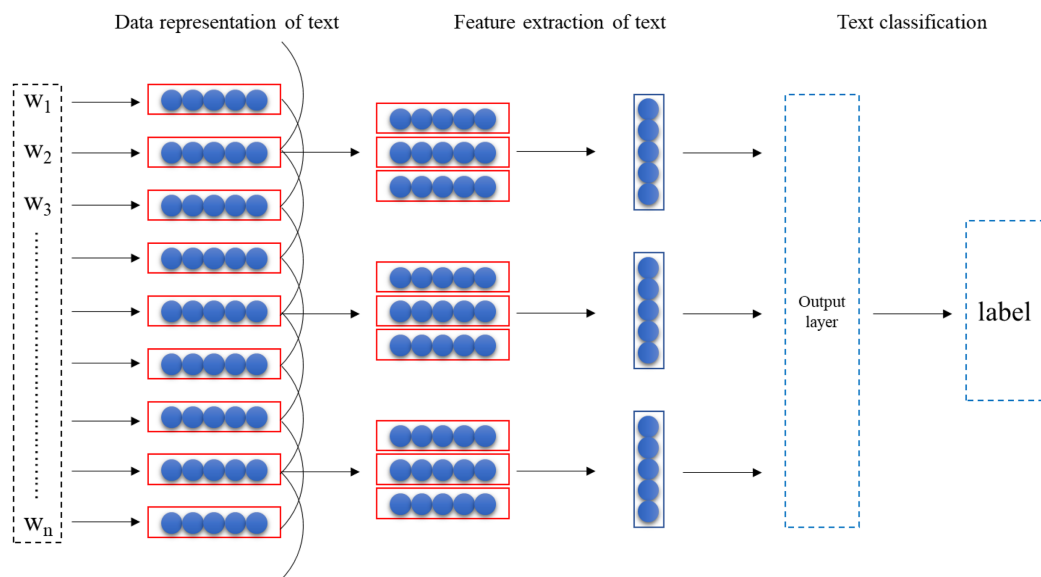 Data representation of text
Feature extraction of text
Text classification
w1
w2
w3
wn
Output
layer
label